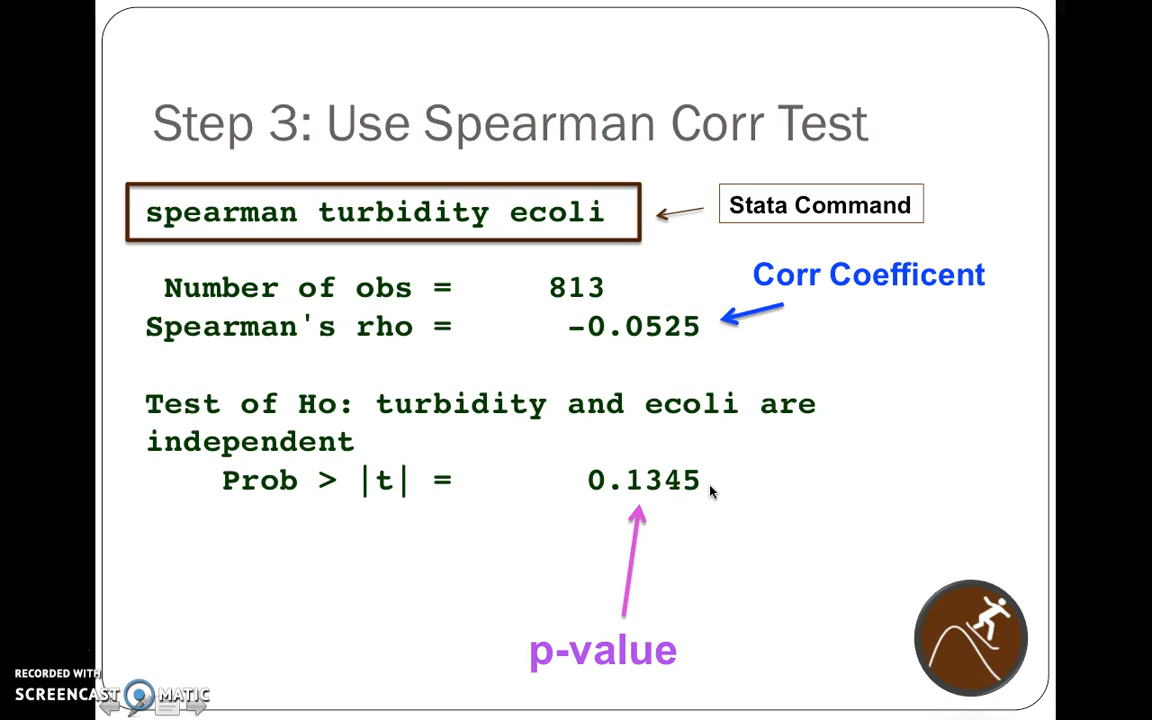 Step 3: Use Spearman Corr Test
spearman turbidity ecoli
Stata Command
Corr Coefficent
Number of obs = 813
Spearman's rho = -0.0525
Test of Ho: turbidity and ecoli are
independent
Prob > |t| = 0.1345
p-value
RECORDED WITH
SCREENCAST MATIC